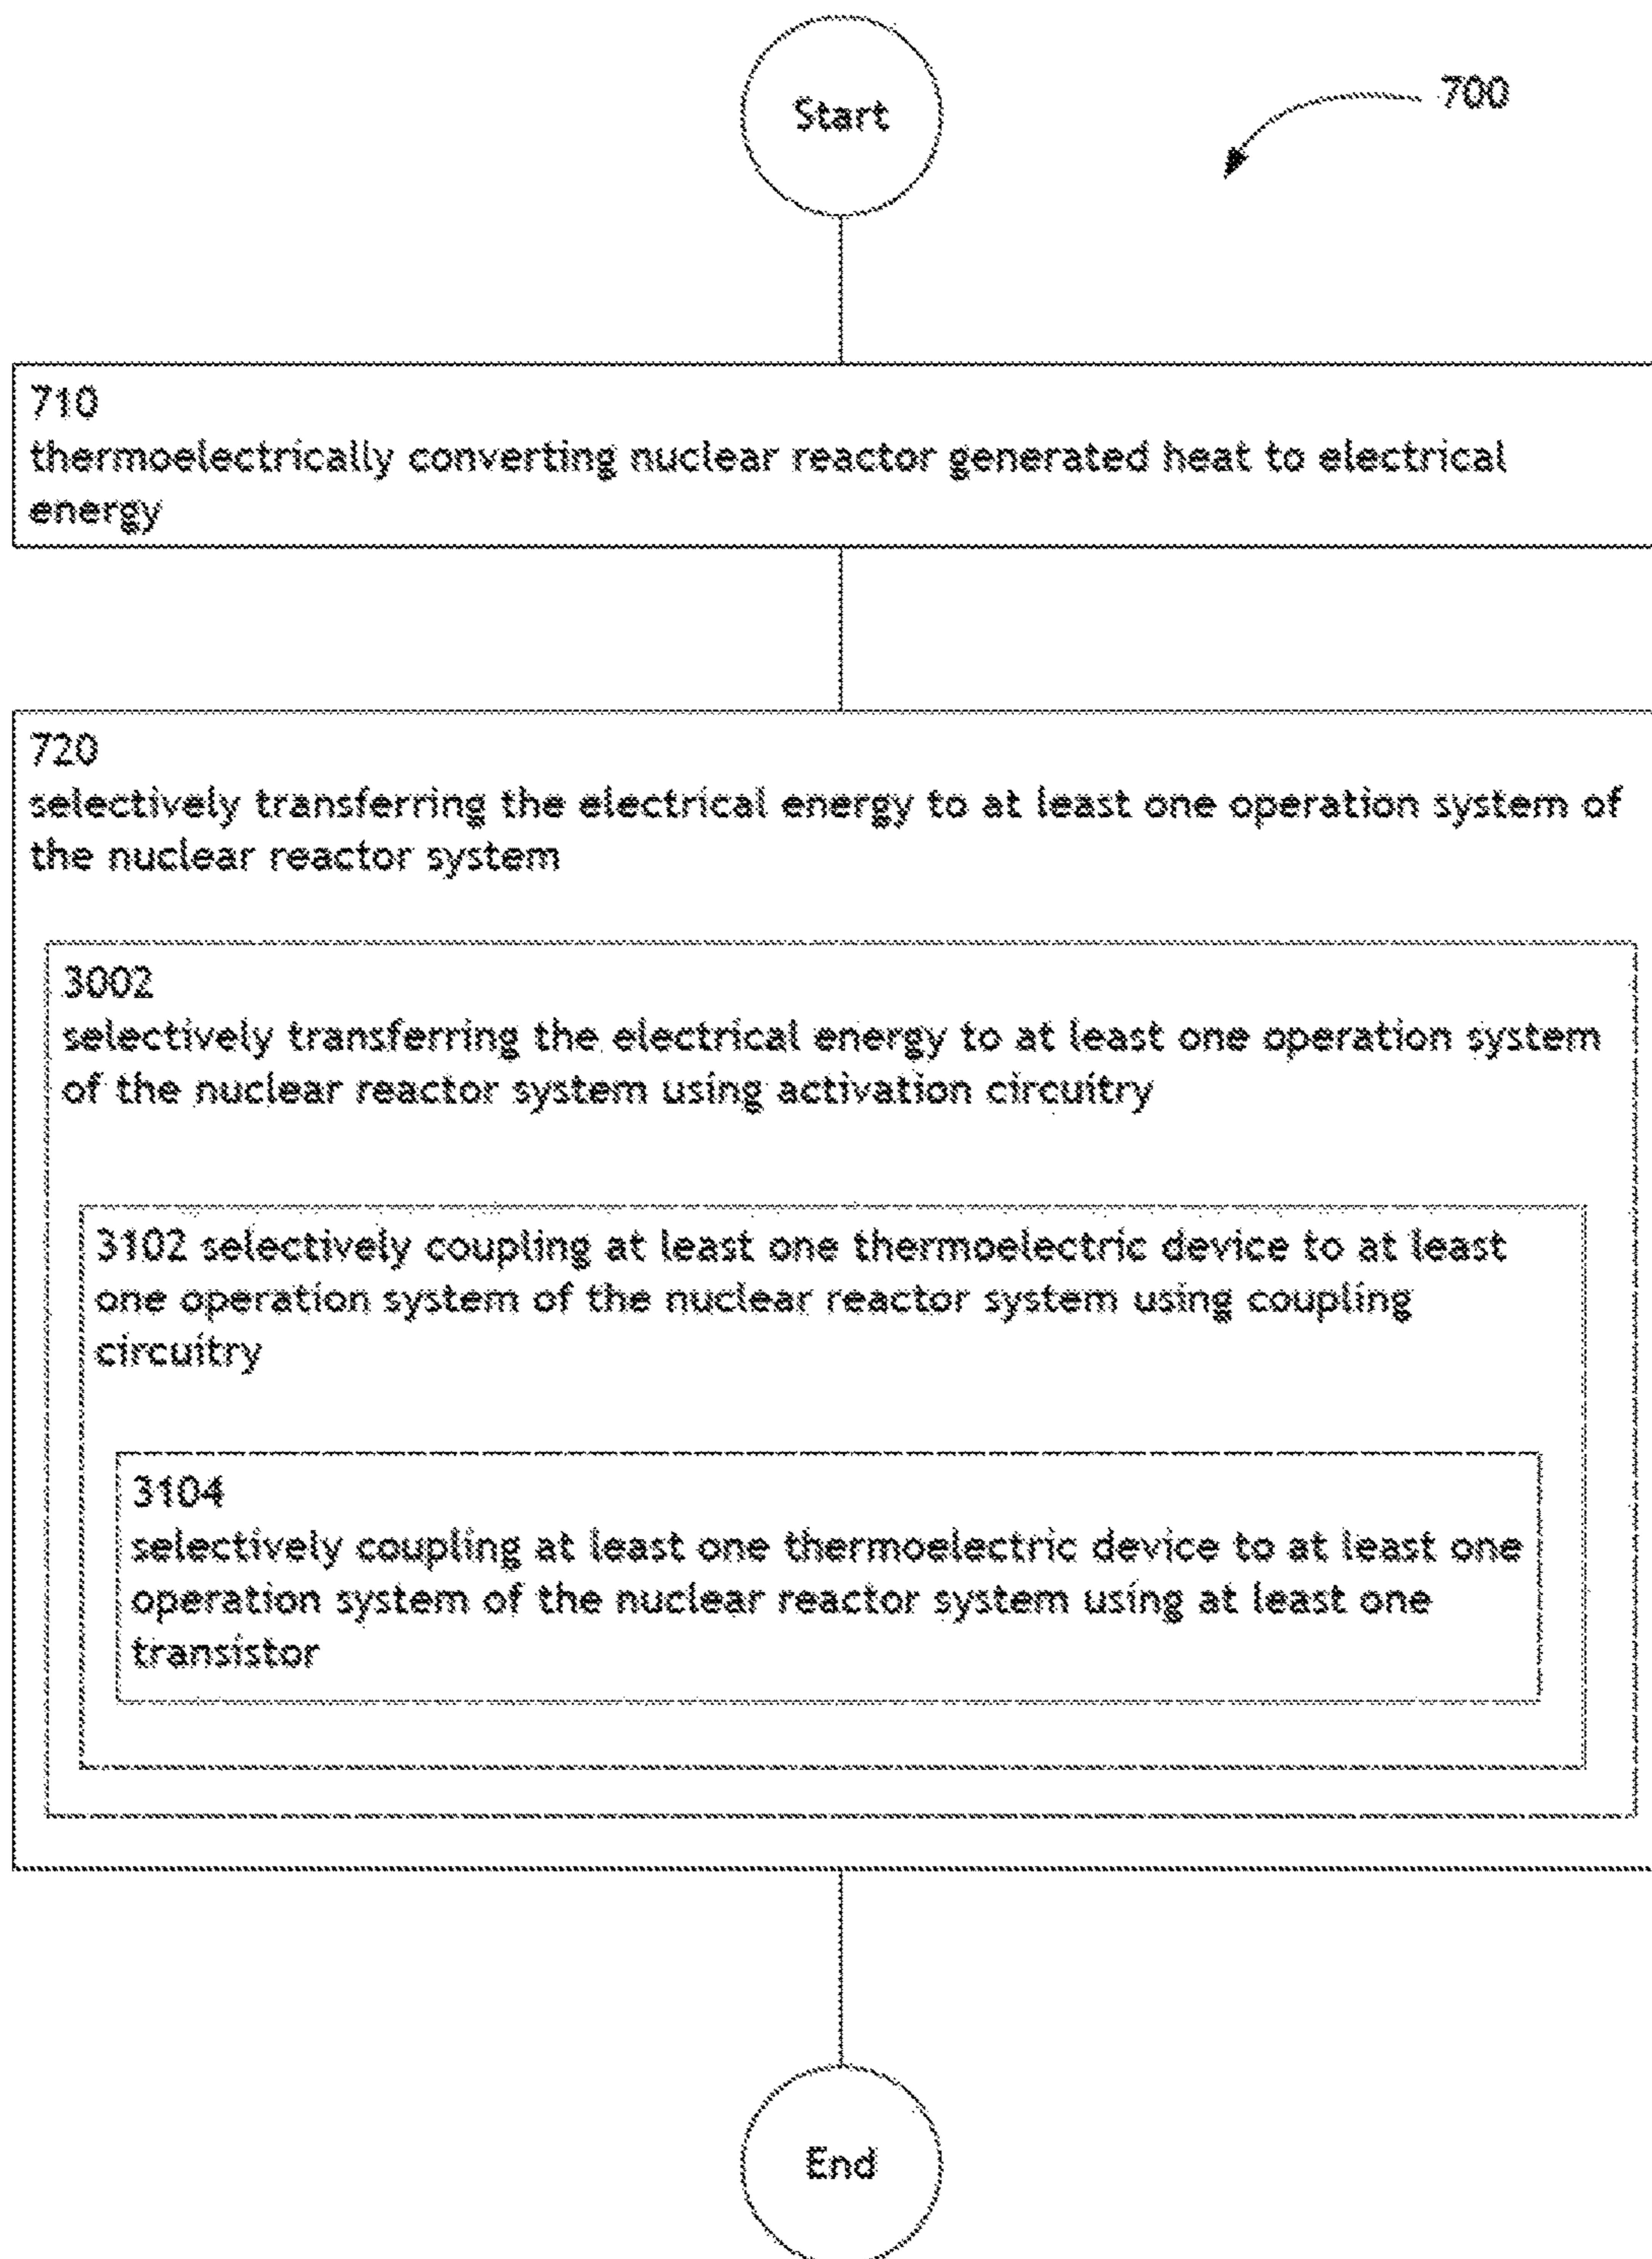 Start
700
710
thermoelectrically converting nuclear reactor generated heat to electrical
energy
720
selectively transferring the electrical energy to at least one operation system of
the nuclear reactor system
3002
selectively transferring the electrical energy to at least one operation system
of the nuclear reactor system using activation circuitry
3102 selectively coupling at least one thermoelectric device to at least
one operation system of the nuclear reactor system using coupling
circuitry
3104
selectively coupling at least one thermoelectric device to at least one
operation system of the nuclear reactor system using at least one
transistor
End